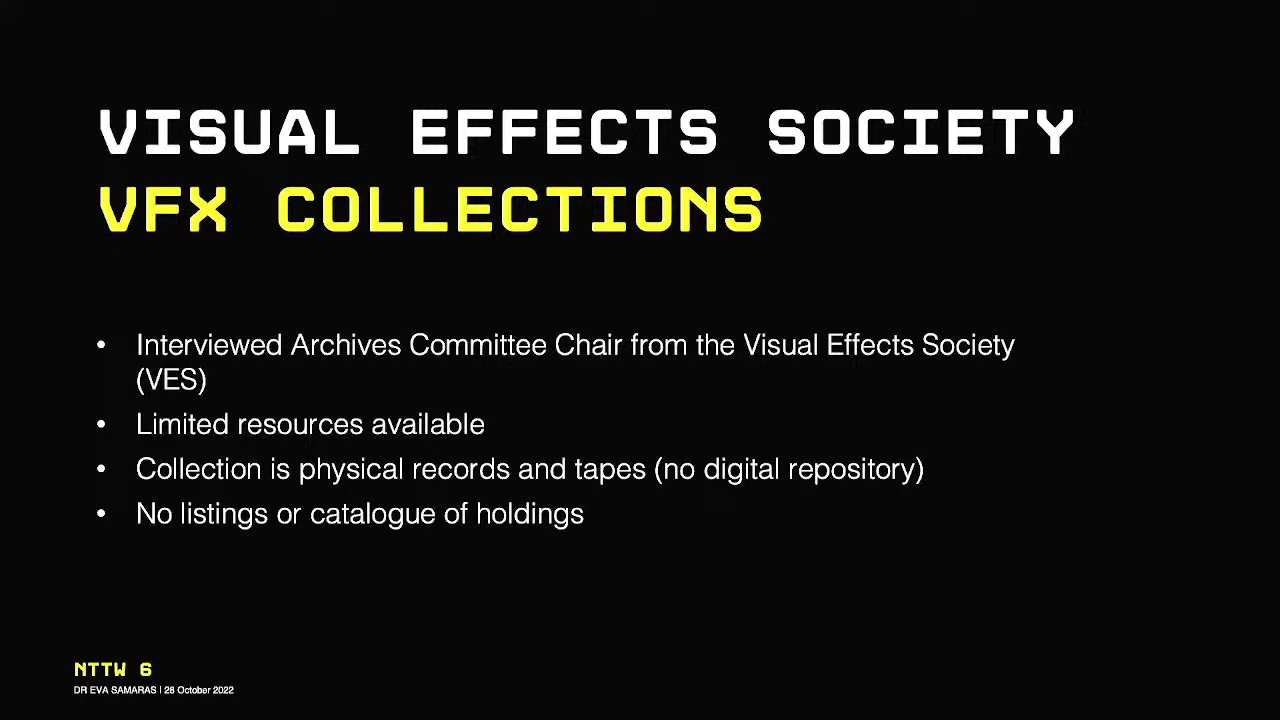 VISUAL EFFECTS SOCIETY
VFX COLLECTIONS
• Interviewed Archives Committee Chair from the Visual Effects Society
(VES)
• Limited resources available
• Collection is physical records and tapes (no digital repository)
• No listings or catalogue of holdings
NTTW 6
DR EVA SAMARAS | 28 October 2022